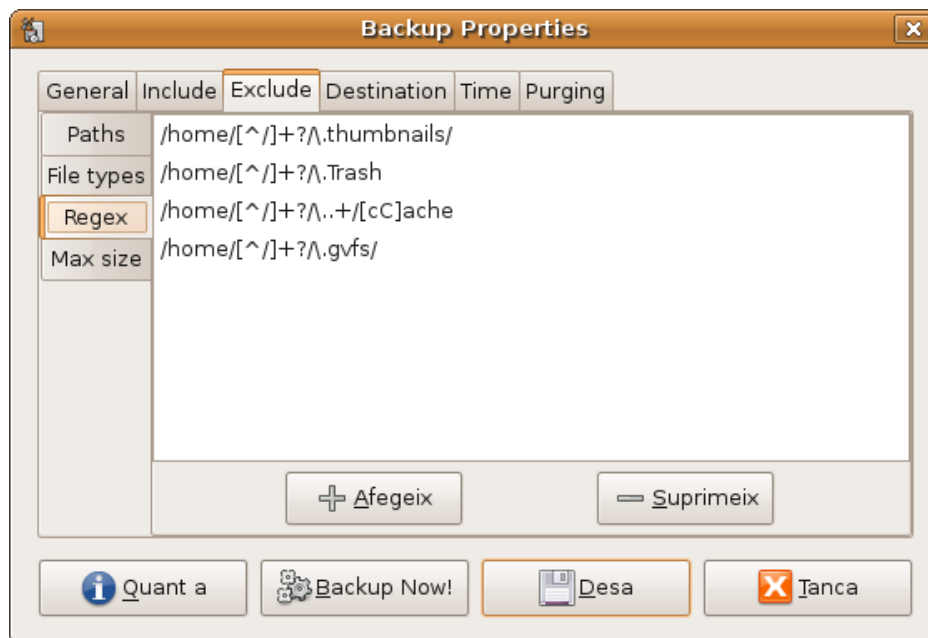 Backup Properties
General Include Exclude Destination Time Purging
Paths
File types
Regex
Max size
/home/[^/]+?/\.thumbnails/
/home/[^/]+?/\.Trash
/home/[^/]+?/\..+/[cC]ache
/home/[^/]+?/\.gvfs/
Afegeix Suprimeix
Quant a Backup Now! Desa Tanca